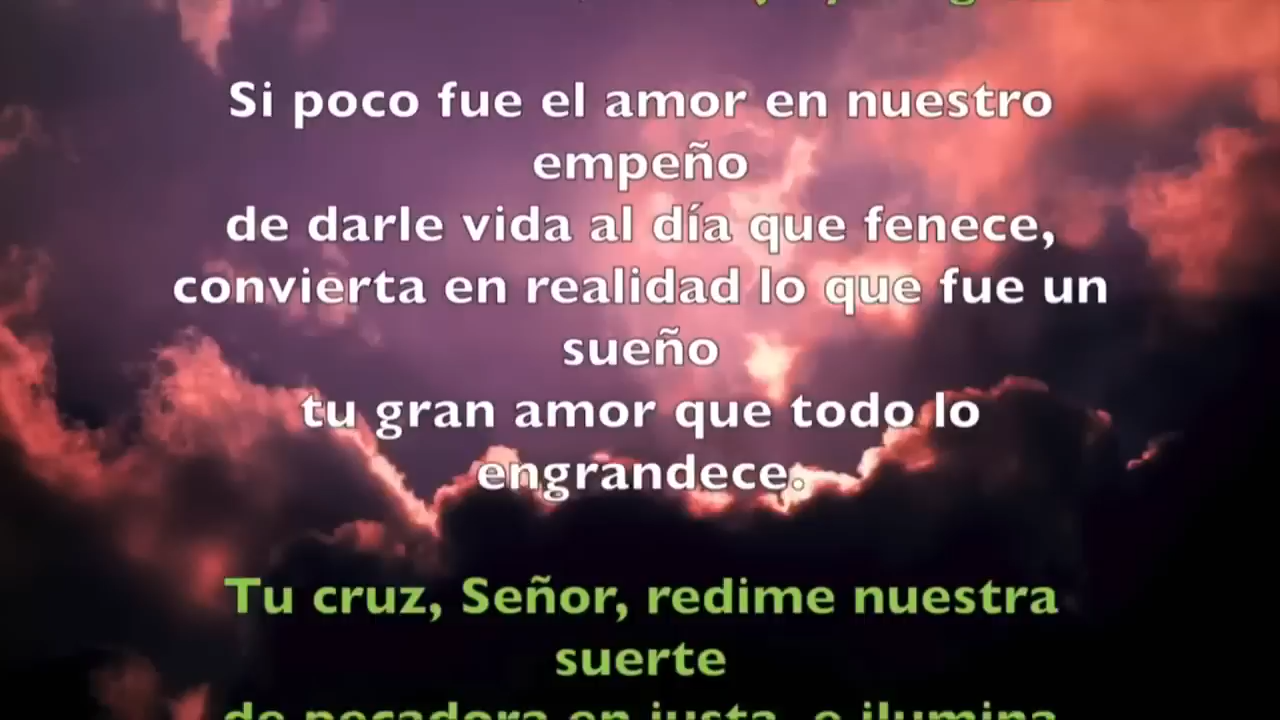 Si poco fue el amor en nuestro
empeño
de darle vida al día que fenece,
convierta en realidad lo que fue un
sueño
tu gran amor que todo lo
engrandece.
Tu cruz, Señor, redime nuestra
suerte
de pecadora en justa, e ilumina